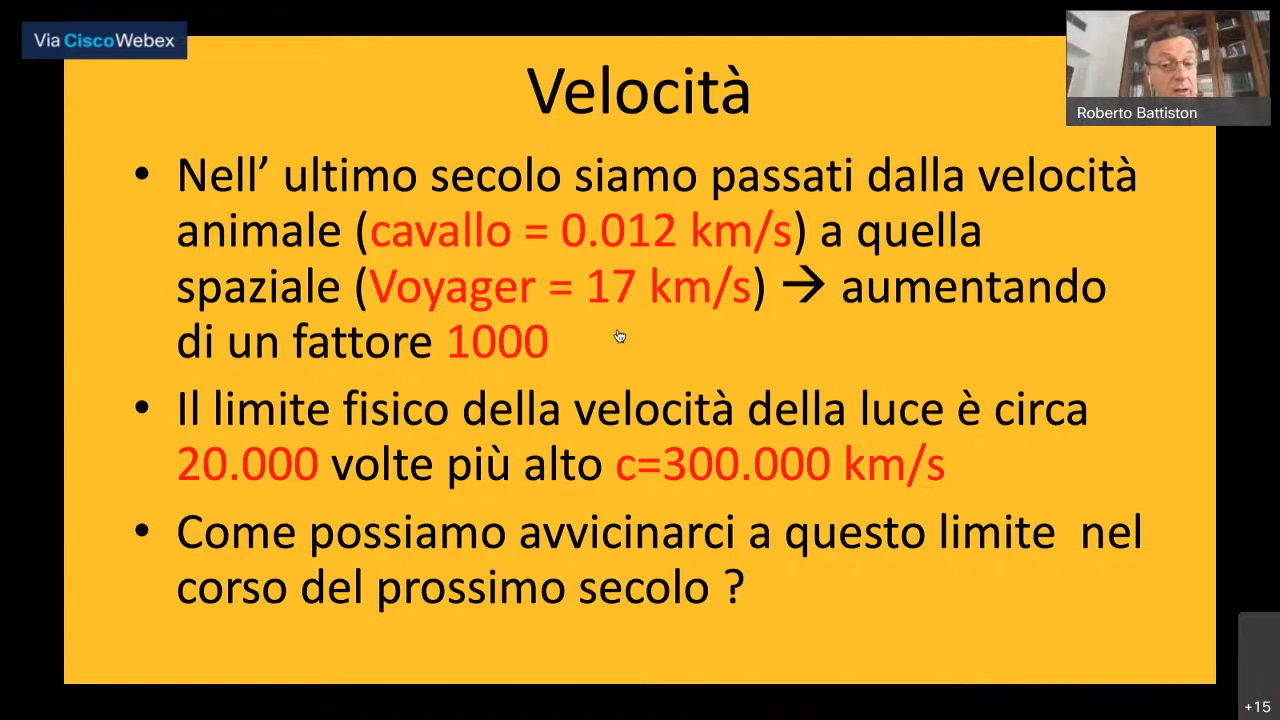 Via Cisco Webex
Roberto Battiston
Velocità
• Nell’ ultimo secolo siamo passati dalla velocità
animale (cavallo = 0.012 km/s) a quella
spaziale (Voyager = 17 km/s) → aumentando
di un fattore 1000
• Il limite fisico della velocità della luce è circa
20.000 volte più alto c=300.000 km/s
• Come possiamo avvicinarci a questo limite  nel
corso del prossimo secolo ?
+15